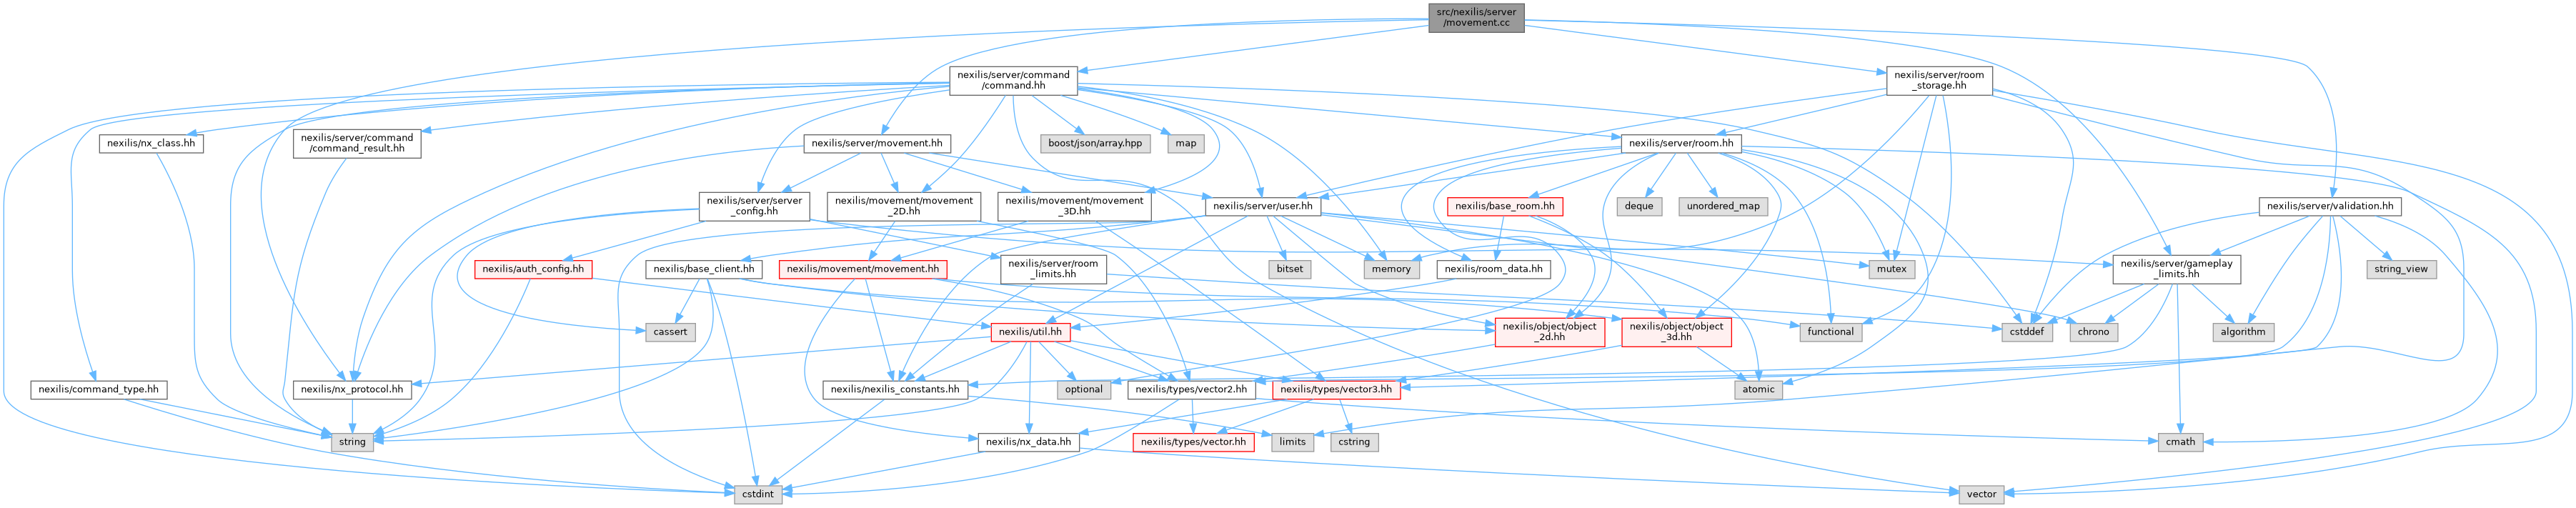 src/nexilis/server
/movement.cc
nexilis/server/command
/command.hh
nexilis/server/room
_storage.hh
nexilis/nx_class.hh
nexilis/server/command
/command_result.hh
nexilis/server/movement.hh
boost/json/array.hpp
map
nexilis/server/room.hh
nexilis/server/server
_config.hh
nexilis/movement/movement
_2D.hh
nexilis/movement/movement
_3D.hh
nexilis/server/user.hh
nexilis/base_room.hh
deque
unordered_map
nexilis/server/validation.hh
nexilis/auth_config.hh
nexilis/base_client.hh
nexilis/movement/movement.hh
nexilis/server/room
_limits.hh
bitset
memory
nexilis/room_data.hh
mutex
nexilis/server/gameplay
_limits.hh
string_view
cassert
nexilis/util.hh
nexilis/object/object
_2d.hh
nexilis/object/object
_3d.hh
functional
cstddef
chrono
algorithm
nexilis/command_type.hh
nexilis/nx_protocol.hh
nexilis/nexilis_constants.hh
optional
nexilis/types/vector2.hh
nexilis/types/vector3.hh
atomic
string
nexilis/nx_data.hh
nexilis/types/vector.hh
limits
cstring
cmath
cstdint
vector